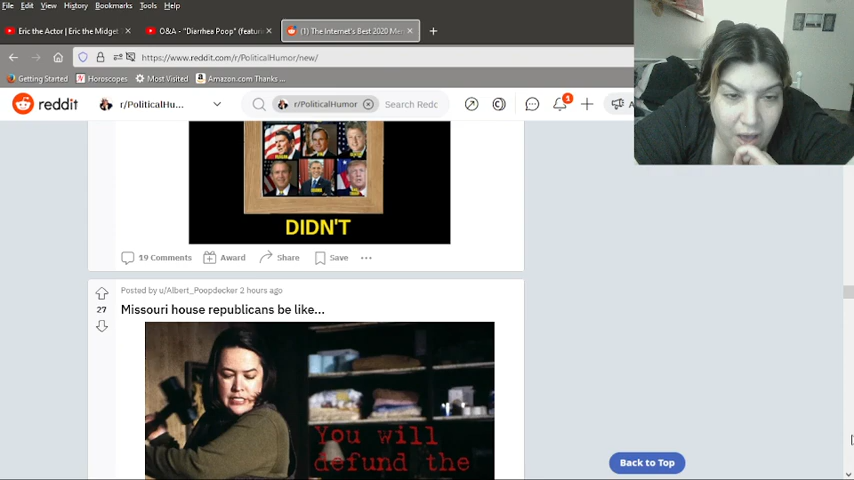 File Edit View History Bookmarks Tools Help
Eric the Actor | Eric the Midget
O&A - "Diarrhea Poop" (featuri
(1) The Internet's Best 2020 Me
https://www.reddit.com/r/PoliticalHumor/new/
Getting Started Horoscopes Most Visited Amazon.com Thanks ...
reddit r/PoliticalHu... r/PoliticalHumor Search Redd 1
DIDN'T
19 Comments Award Share Save ...
Posted by u/Albert_Poopdecker 2 hours ago
27
Missouri house republicans be like...
You will
defund the
Back to Top